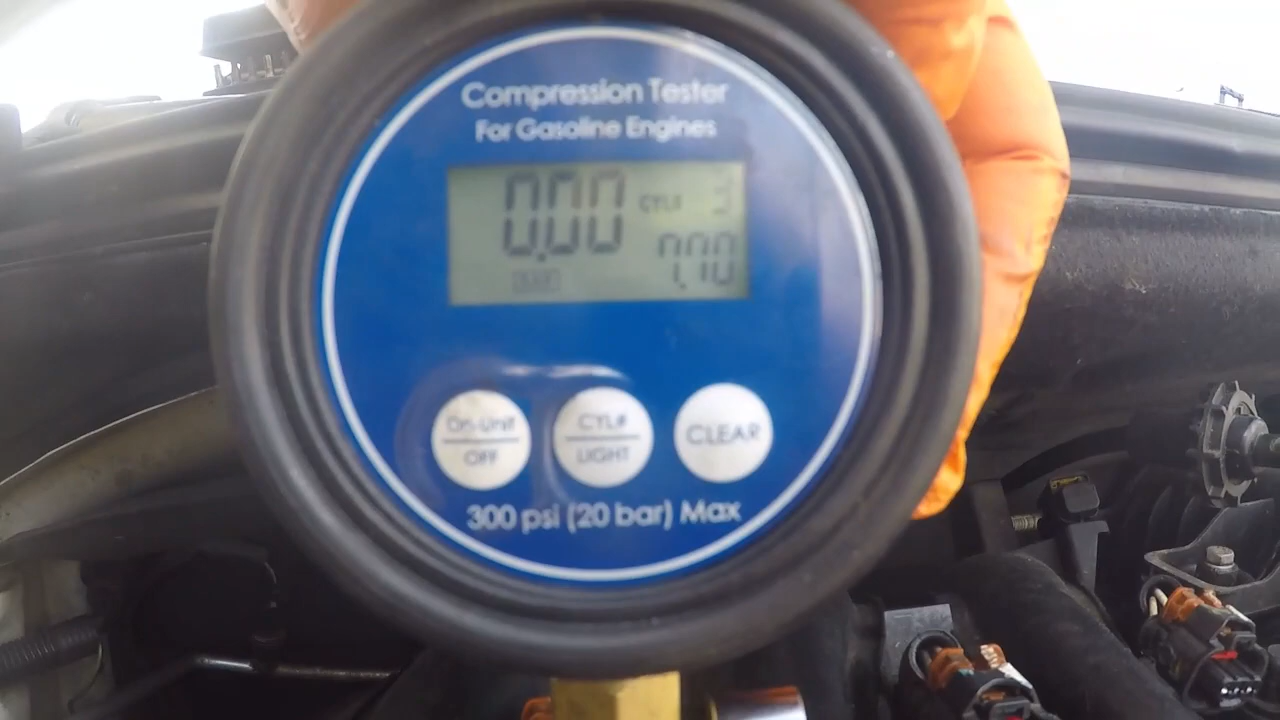 Compression Tester
For Gasoline Engines
0.00 CYL# 3
On-Unit
OFF
CYL#
LIGHT
CLEAR
300 psi (20 bar) Max